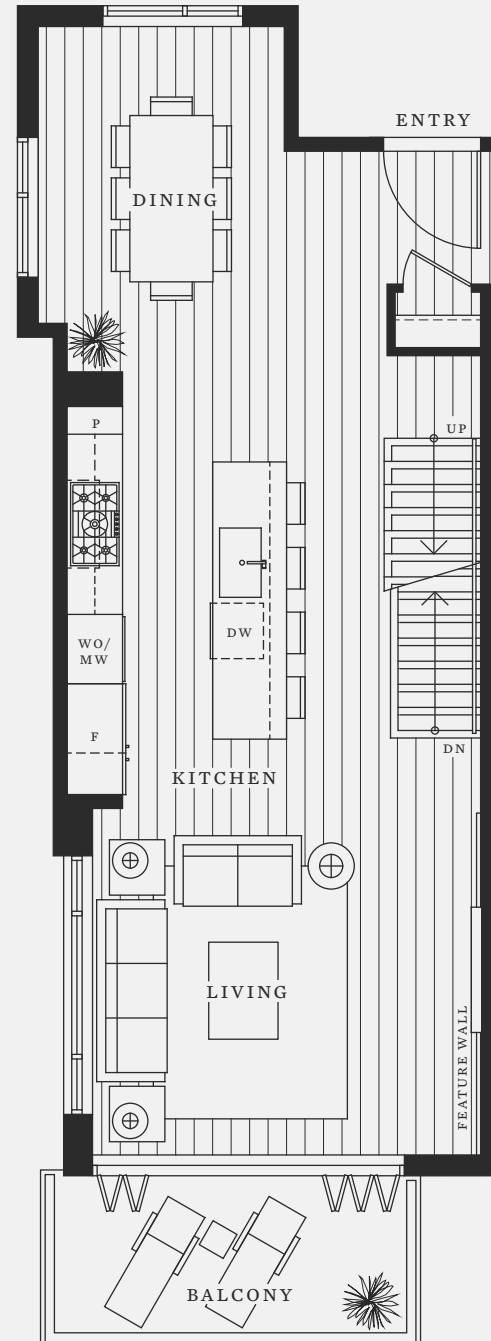 ENTRY
DINING
P
UP
WO/
MW
DW
F
DN
KITCHEN
LIVING
FEATURE WALL
BALCONY